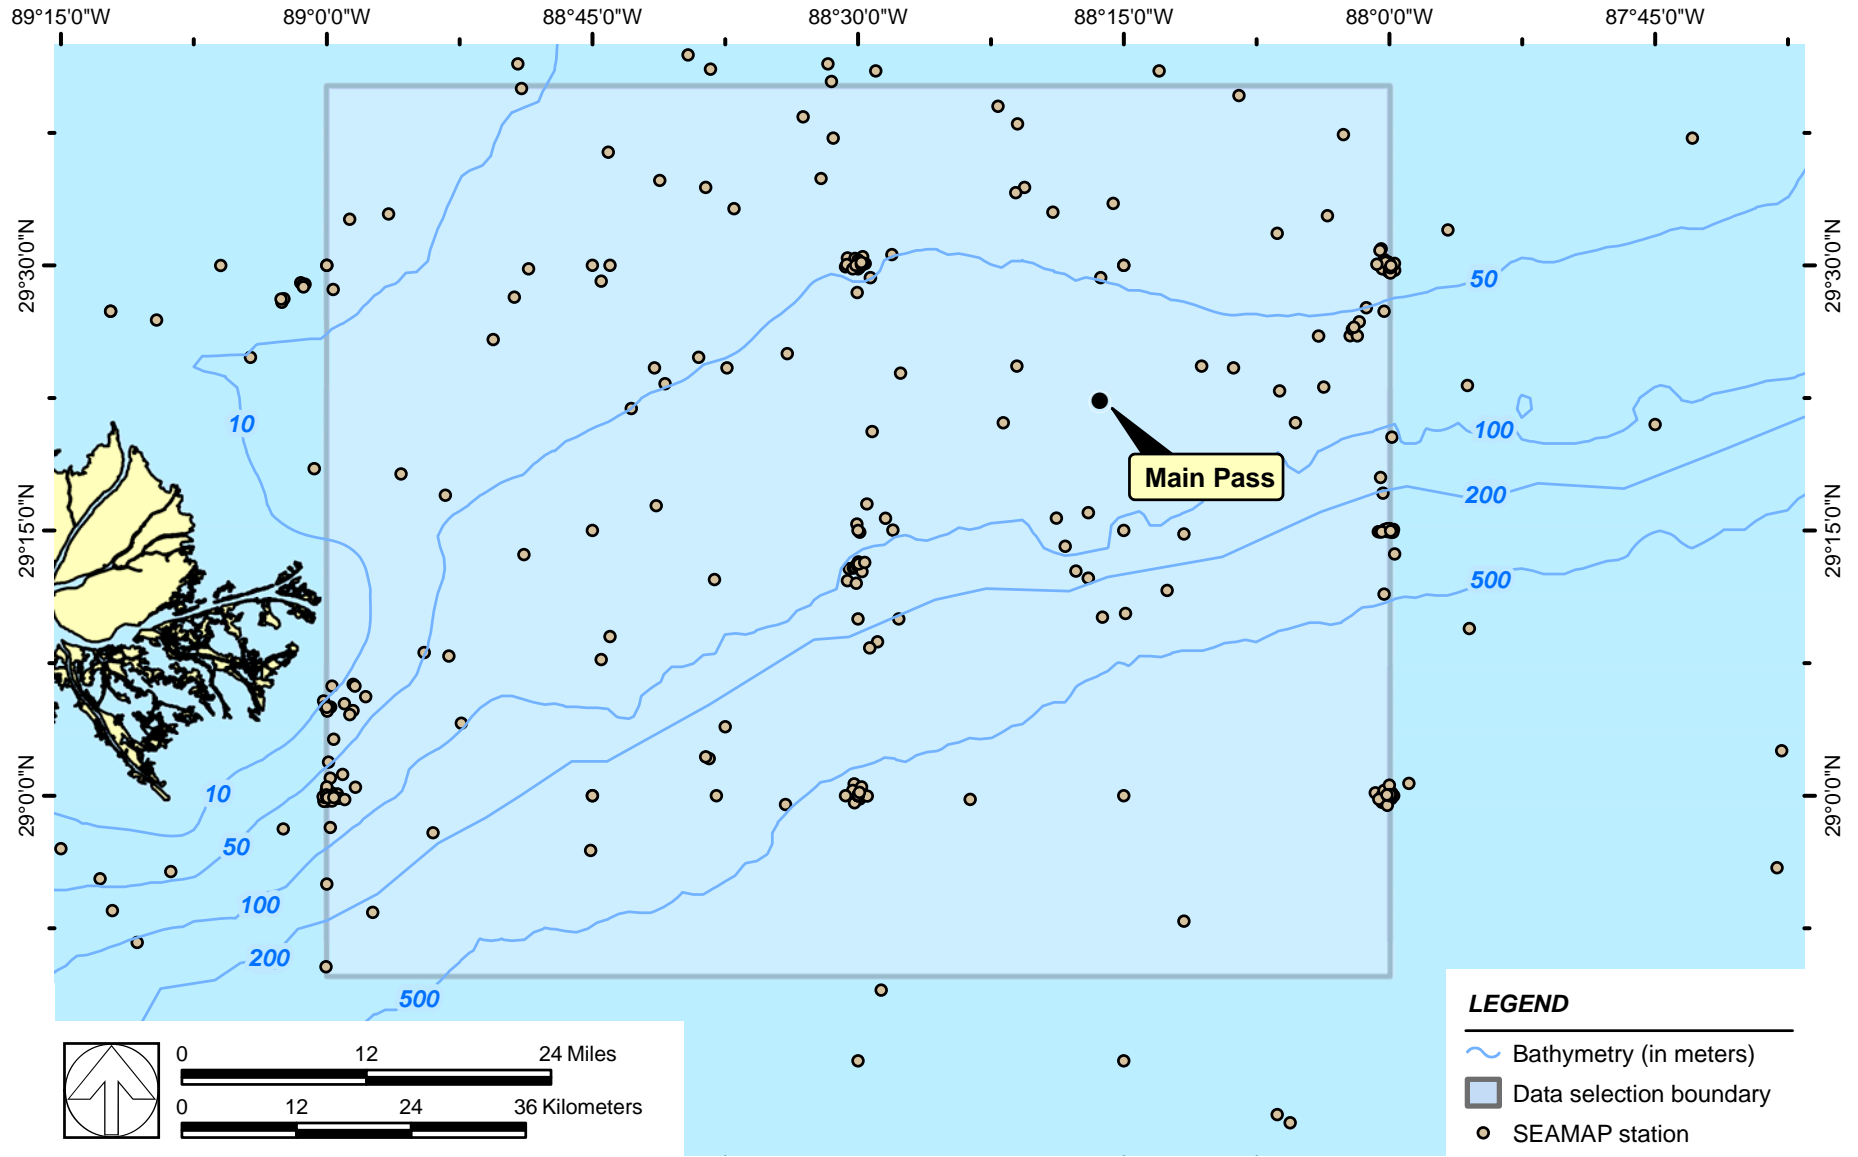 89°15'0"W 89°0'0"W 88°45'0"W 88°30'0"W 88°15'0"W 88°0'0"W 87°45'0"W
29°30'0"N 29°30'0"N
50
10
100
Main Pass
200
29°15'0"N 29°15'0"N
500
29°0'0"N 29°0'0"N
10
50
100
200
500
LEGEND
Bathymetry (in meters)
Data selection boundary
SEAMAP station
0 12 24 Miles
0 12 24 36 Kilometers